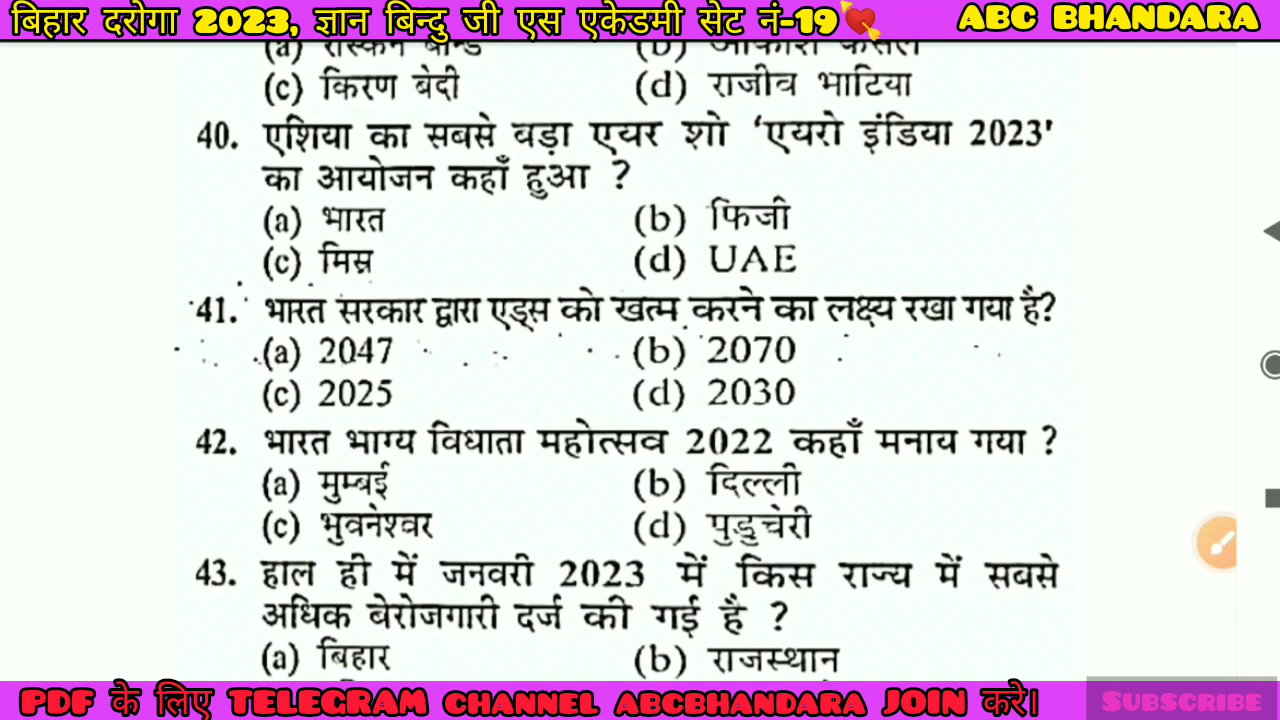 बिहार दरोगा 2023, ज्ञान बिन्दु जी एस एकेडमी सेट नं-19 ABC BHANDARA
(c) किरण बेदी (d) राजीव भाटिया
40. एशिया का सबसे बड़ा एयर शो 'एयरो इंडिया 2023'
का आयोजन कहाँ हुआ ?
(a) भारत (b) फिजी
(c) मिस्र (d) UAE
41. भारत सरकार द्वारा एड्स को खत्म करने का लक्ष्य रखा गया है?
(a) 2047 (b) 2070
(c) 2025 (d) 2030
42. भारत भाग्य विधाता महोत्सव 2022 कहाँ मनाय गया ?
(a) मुम्बई (b) दिल्ली
(c) भुवनेश्वर (d) पुडुचेरी
43. हाल ही में जनवरी 2023 में किस राज्य में सबसे
अधिक बेरोजगारी दर्ज की गई है ?
(a) बिहार (b) राजस्थान
PDF के लिए TELEGRAM CHANNEL ABCBHANDARA JOIN करे। SUBSCRIBE